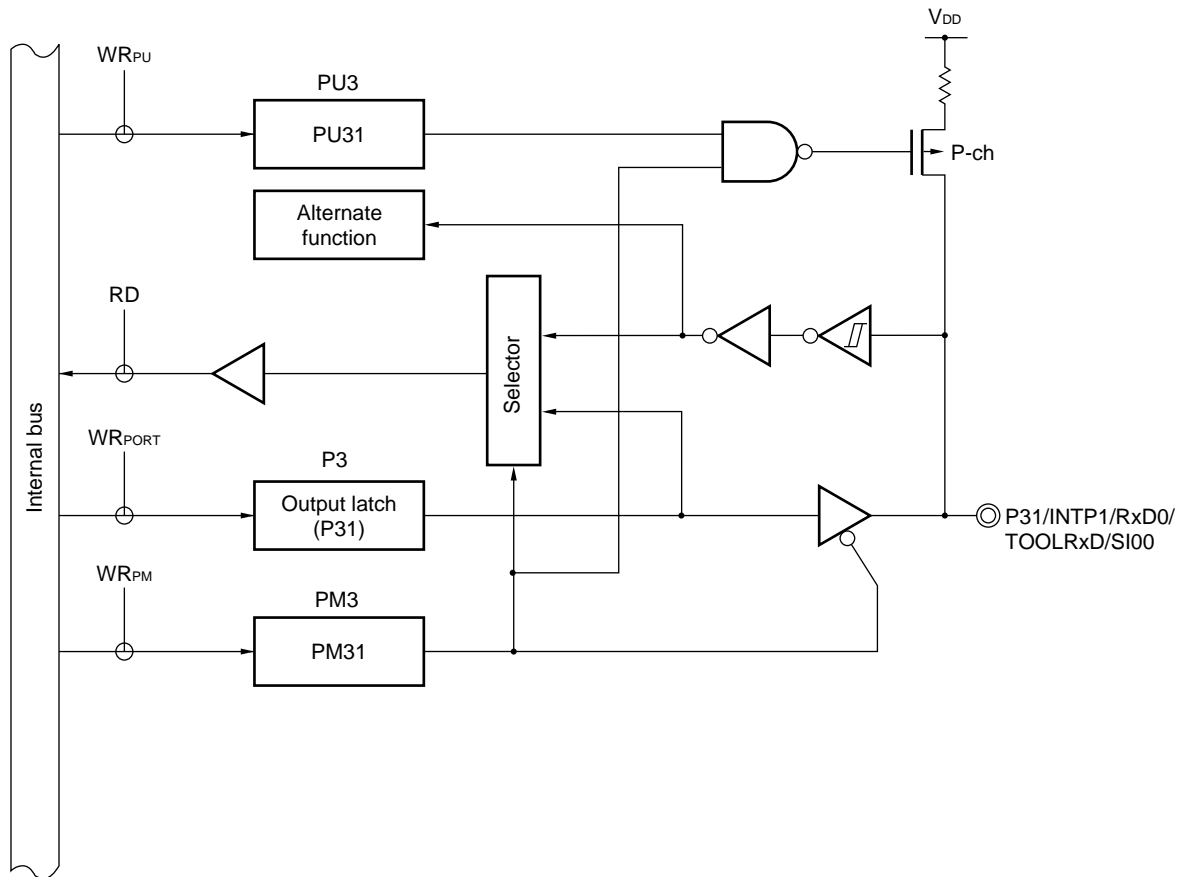 VDD
WRPU
PU3
PU31
P-ch
Alternate
function
RD
Selector
Internal bus
WRPORT
P3
Output latch
(P31)
P31/INTP1/RxD0/
TOOLRxD/SI00
WRPM
PM3
PM31